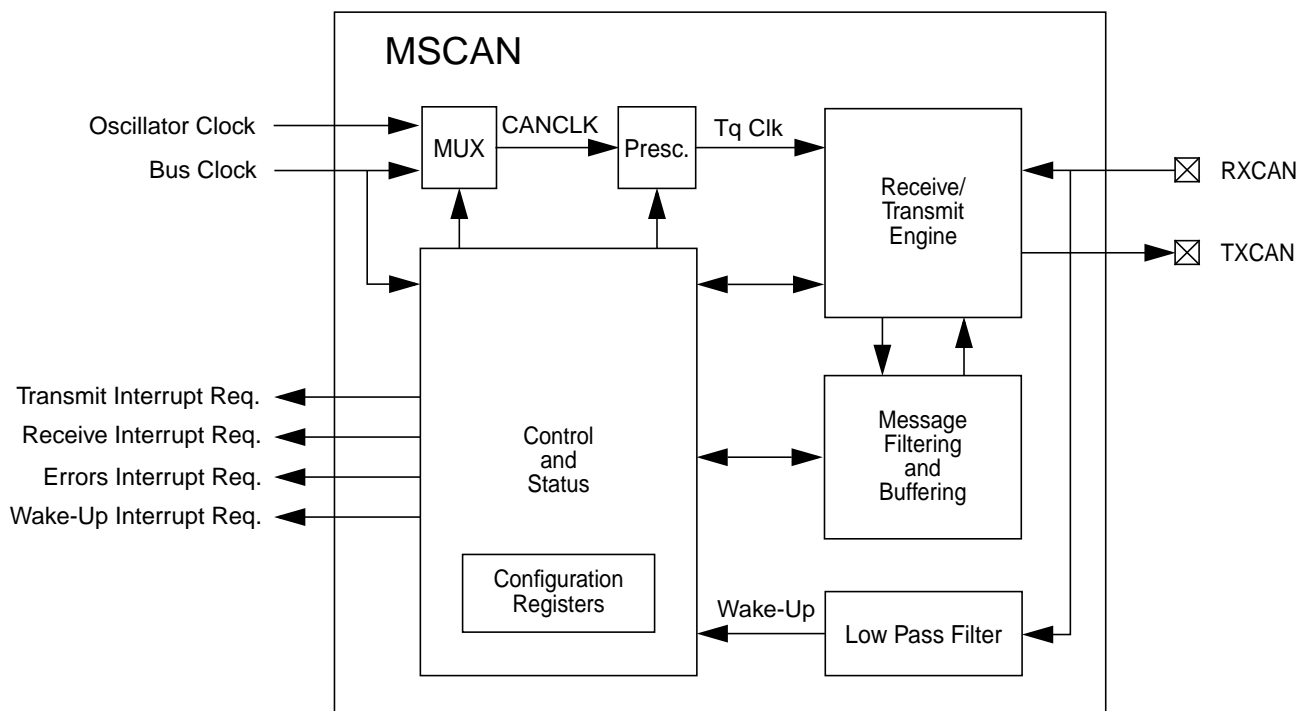 MSCAN
Oscillator Clock
Bus Clock
MUX
CANCLK
Presc.
Tq Clk
Receive/
Transmit
Engine
RXCAN
TXCAN
Transmit Interrupt Req.
Receive Interrupt Req.
Errors Interrupt Req.
Wake-Up Interrupt Req.
Control
and
Status
Message
Filtering
and
Buffering
Configuration
Registers
Wake-Up
Low Pass Filter